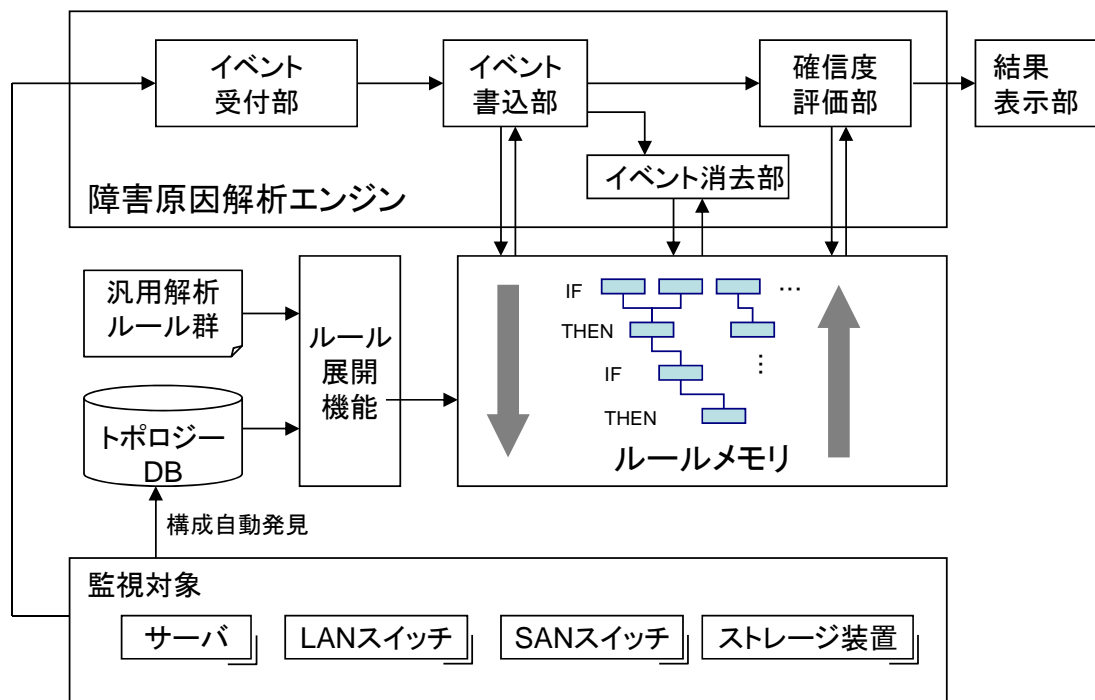 イベント
受付部
イベント
書込部
確信度
評価部
結果
表示部
イベント消去部
障害原因解析エンジン
汎用解析
ルール群
ルール
展開
機能
トポロジー
DB
IF
THEN
IF
THEN
…
…
ルールメモリ
構成自動発見
監視対象
サーバ
LANスイッチ
SANスイッチ
ストレージ装置